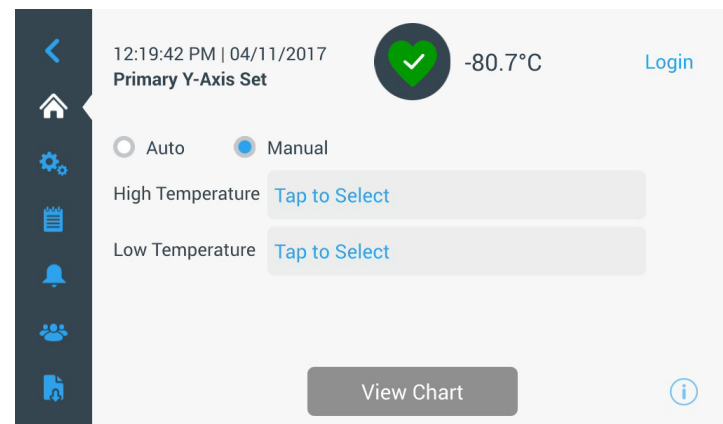 12:19:42 PM | 04/11/2017
Primary Y-Axis Set
-80.7°C
Login
Auto
Manual
High Temperature
Tap to Select
Low Temperature
Tap to Select
View Chart
i